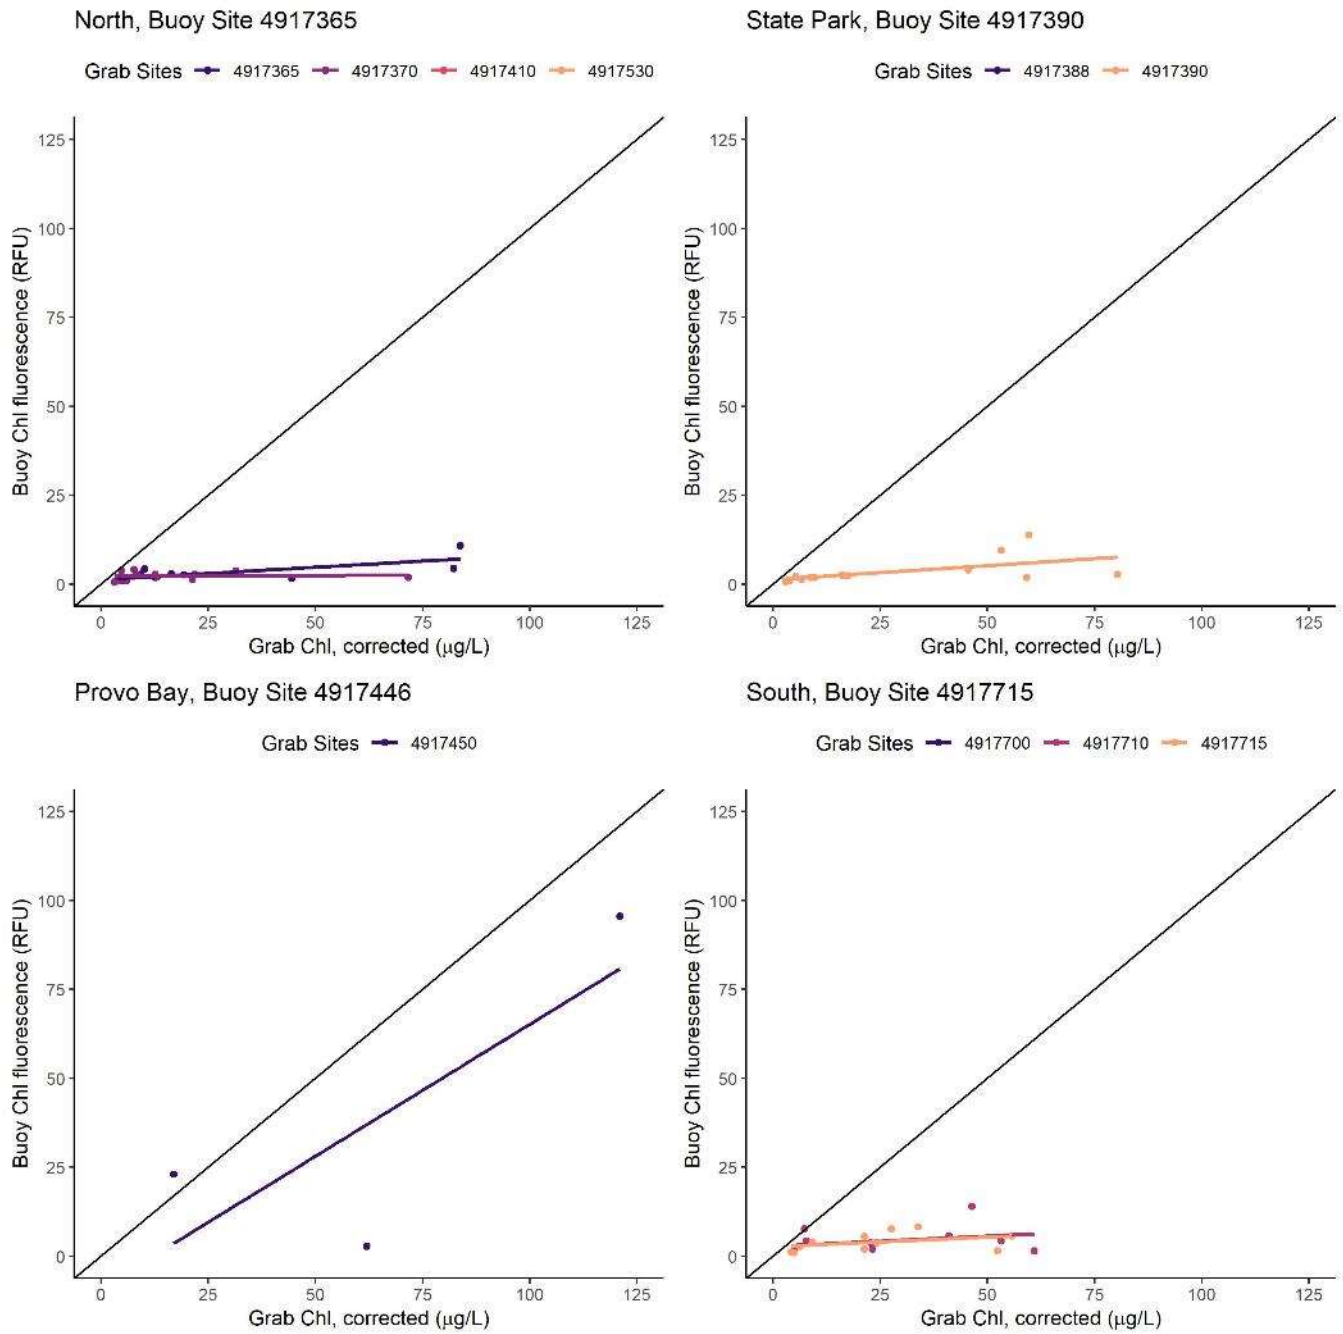 North, Buoy Site 4917365
Grab Sites 4917365 4917370 4917410 4917530
125
100
75
50
25
0
Buoy Chl fluorescence (RFU)
0 25 50 75 100 125
Grab Chl, corrected (μg/L)
State Park, Buoy Site 4917390
Grab Sites 4917388 4917390
125
100
75
50
25
0
Buoy Chl fluorescence (RFU)
0 25 50 75 100 125
Grab Chl, corrected (μg/L)
Provo Bay, Buoy Site 4917446
Grab Sites 4917450
125
100
75
50
25
0
Buoy Chl fluorescence (RFU)
0 25 50 75 100 125
Grab Chl, corrected (μg/L)
South, Buoy Site 4917715
Grab Sites 4917700 4917710 4917715
125
100
75
50
25
0
Buoy Chl fluorescence (RFU)
0 25 50 75 100 125
Grab Chl, corrected (μg/L)